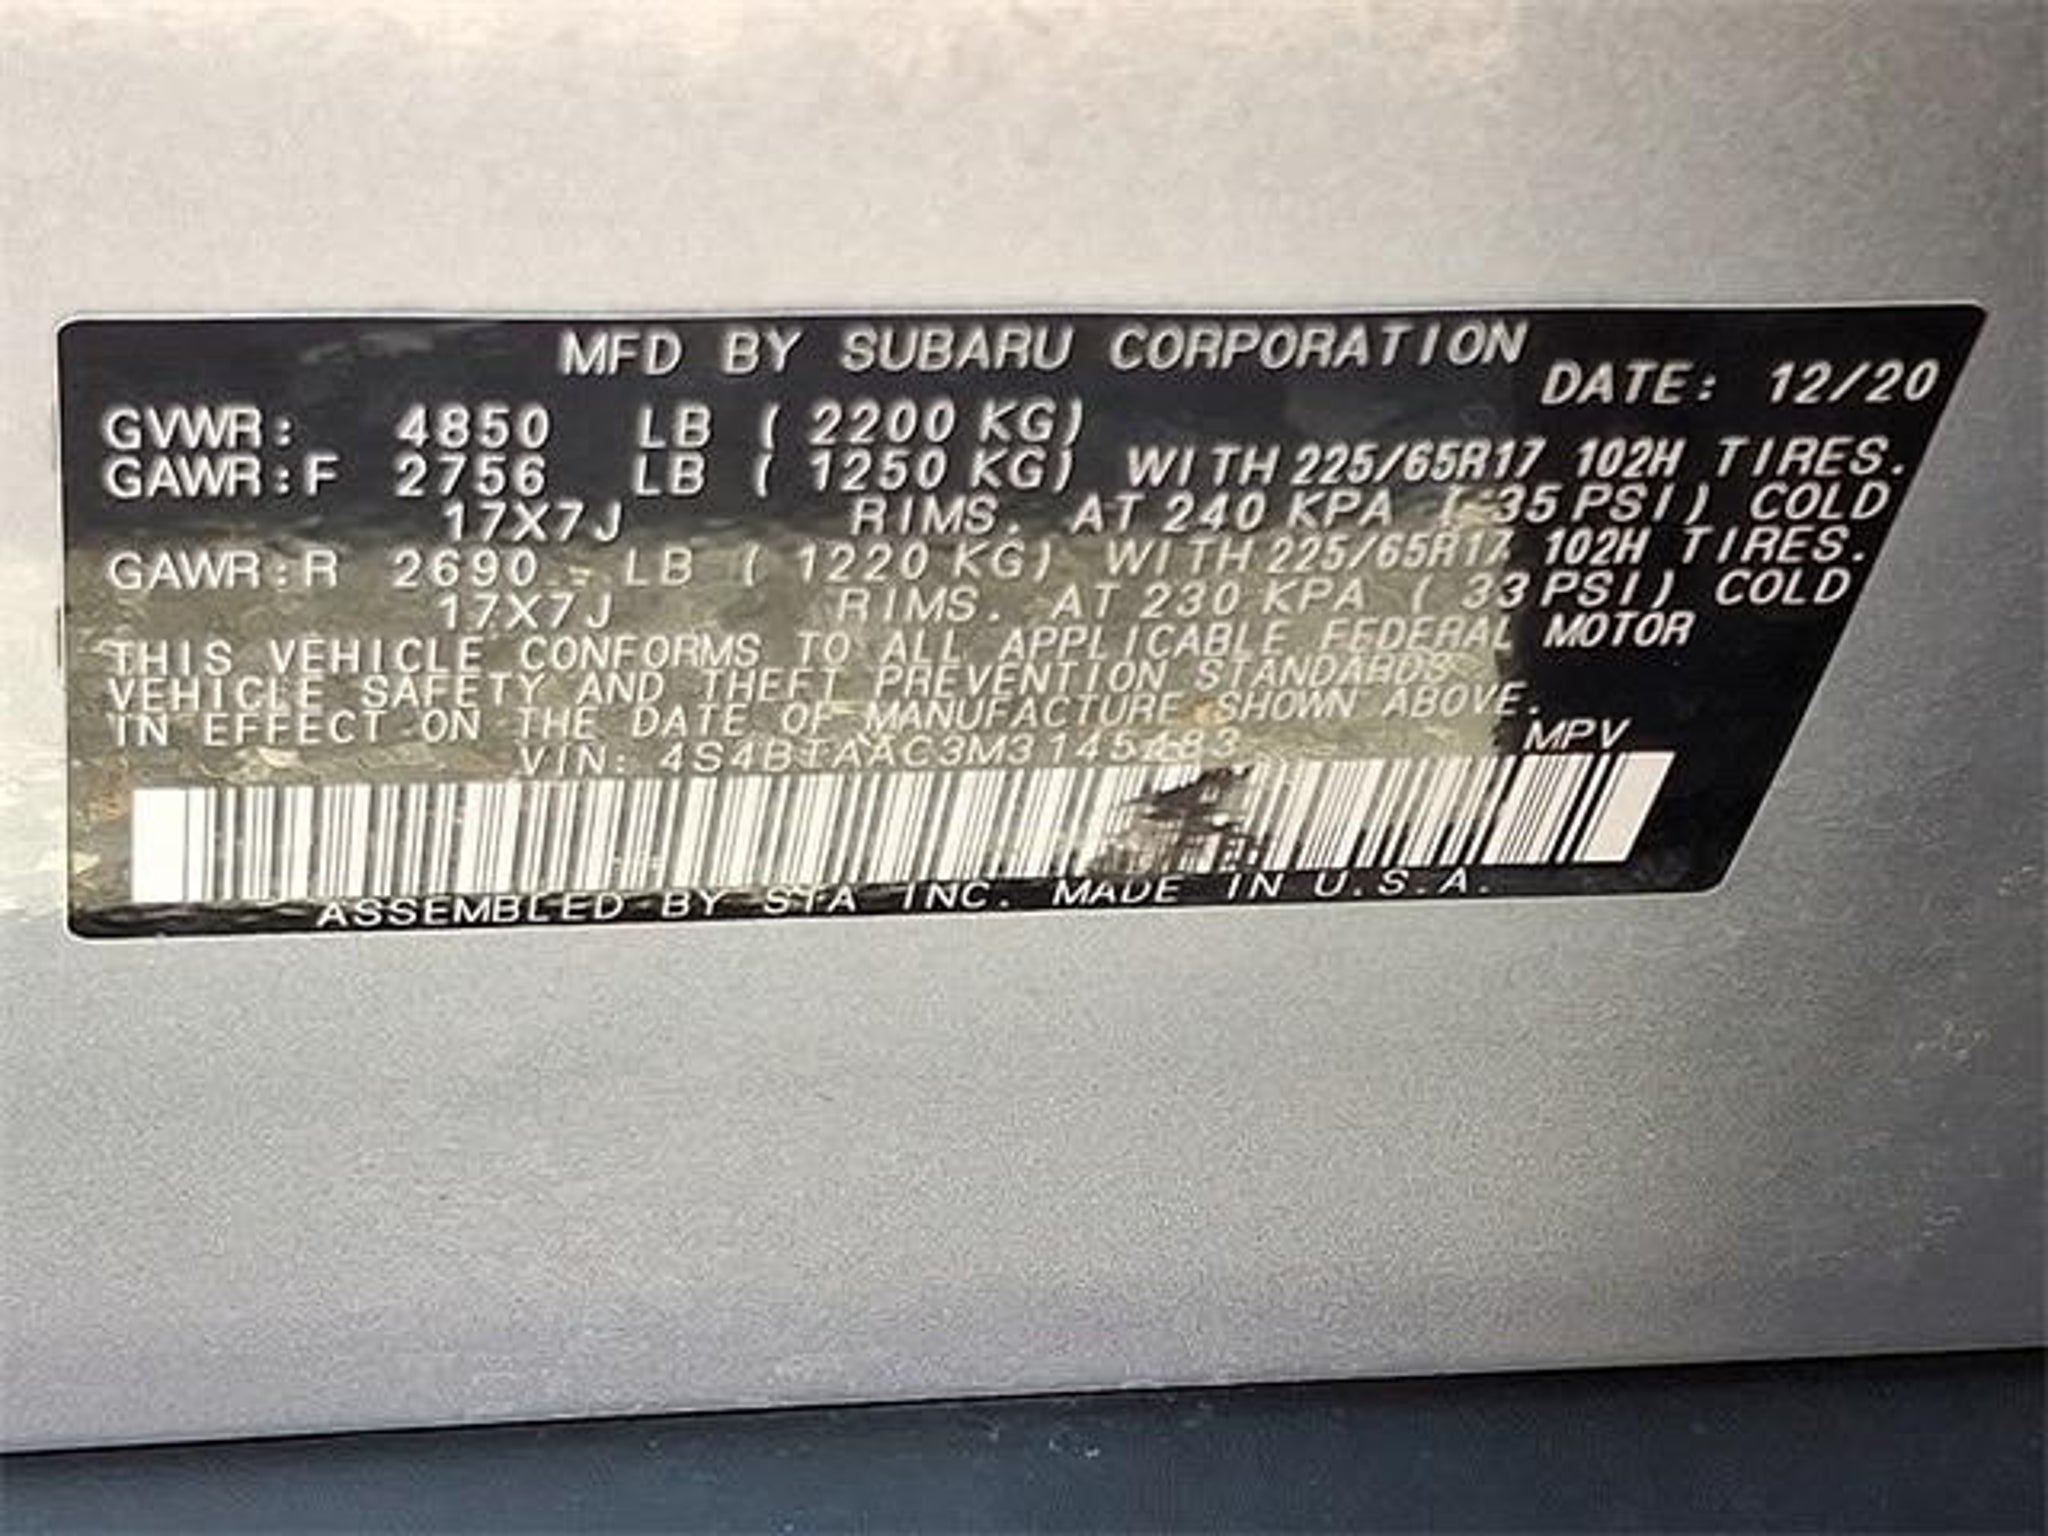 MFD BY SUBARU CORPORATION
DATE: 12/20
GVWR: 4850 LB ( 2200 KG)
GAWR:F 2756 LB ( 1250 KG) WITH 225/65R17 102H TIRES.
17X7J RIMS. AT 240 KPA ( 35 PSI) COLD
GAWR:R 2690 LB ( 1220 KG) WITH 225/65R17 102H TIRES.
17X7J RIMS. AT 230 KPA ( 33 PSI) COLD
THIS VEHICLE CONFORMS TO ALL APPLICABLE FEDERAL MOTOR
VEHICLE SAFETY AND THEFT PREVENTION STANDARDS
IN EFFECT ON THE DATE OF MANUFACTURE SHOWN ABOVE.
VIN: 4S4BTAAC3M3145483 MPV
ASSEMBLED BY SIA INC. MADE IN U.S.A.